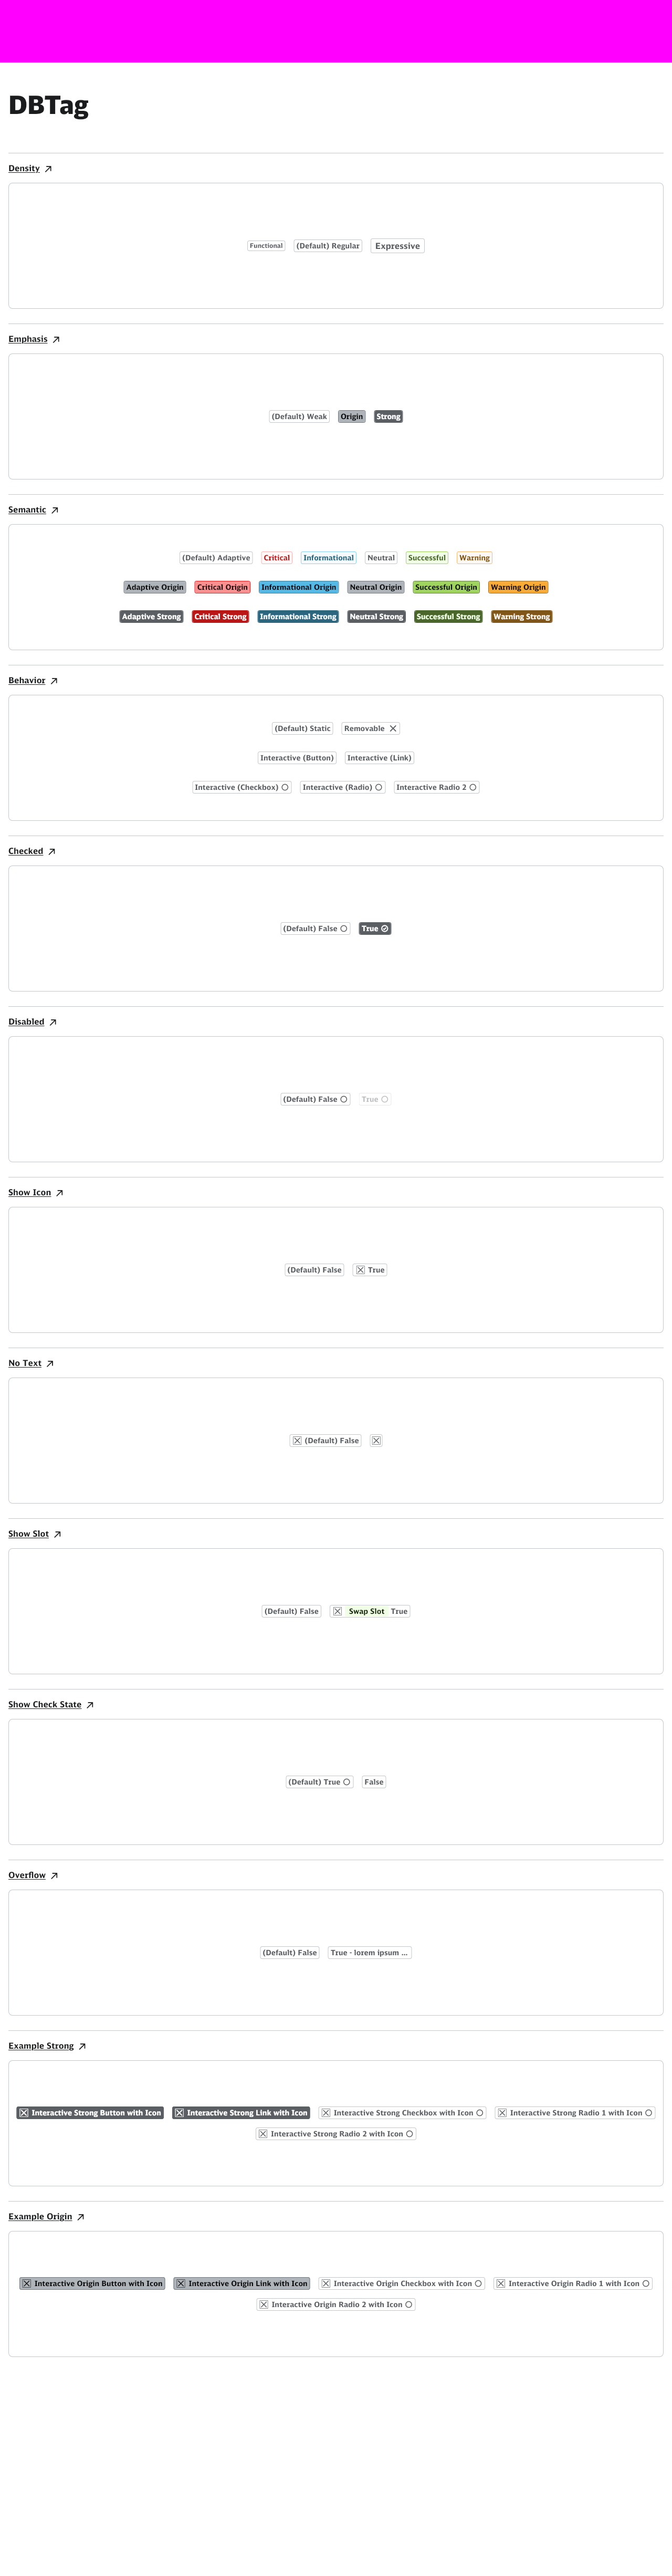 DBTag
Density
Functional (Default) Regular Expressive
Emphasis
(Default) Weak Origin Strong
Semantic
(Default) Adaptive Critical Informational Neutral Successful Warning
Adaptive Origin Critical Origin Informational Origin Neutral Origin Successful Origin Warning Origin
Adaptive Strong Critical Strong Informational Strong Neutral Strong Successful Strong Warning Strong
Behavior
(Default) Static Removable
Interactive (Button) Interactive (Link)
Interactive (Checkbox) Interactive (Radio) Interactive Radio 2
Checked
(Default) False True
Disabled
(Default) False True
Show Icon
(Default) False True
No Text
(Default) False
Show Slot
(Default) False Swap Slot True
Show Check State
(Default) True False
Overflow
(Default) False True - lorem ipsum ...
Example Strong
Interactive Strong Button with Icon Interactive Strong Link with Icon Interactive Strong Checkbox with Icon Interactive Strong Radio 1 with Icon
Interactive Strong Radio 2 with Icon
Example Origin
Interactive Origin Button with Icon Interactive Origin Link with Icon Interactive Origin Checkbox with Icon Interactive Origin Radio 1 with Icon
Interactive Origin Radio 2 with Icon